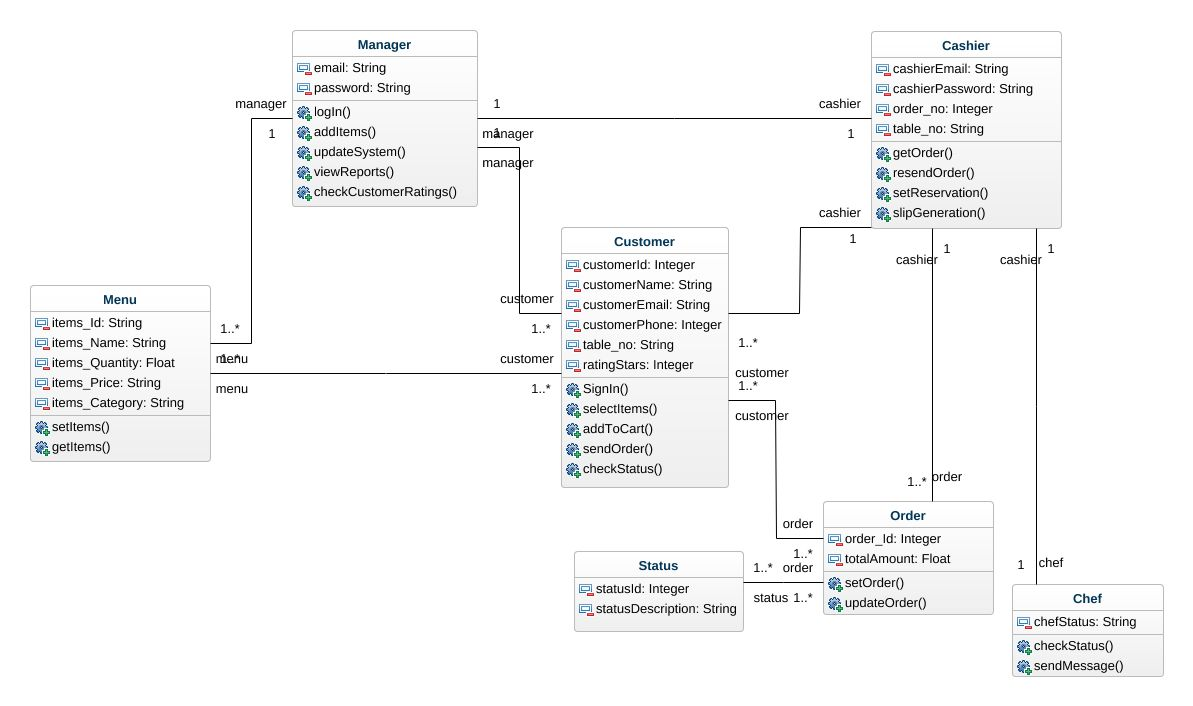 Manager
email: String
password: String
logIn()
addItems()
updateSystem()
viewReports()
checkCustomerRatings()
Cashier
cashierEmail: String
cashierPassword: String
order_no: Integer
table_no: String
getOrder()
resendOrder()
setReservation()
slipGeneration()
manager
1
1
manager
1
manager
cashier
1
cashier
1
1
cashier
1
cashier
Customer
customerId: Integer
customerName: String
customerEmail: String
customerPhone: Integer
table_no: String
ratingStars: Integer
SignIn()
selectItems()
addToCart()
sendOrder()
checkStatus()
Menu
items_Id: String
items_Name: String
items_Quantity: Float
items_Price: String
items_Category: String
setItems()
getItems()
1..*
menu
1..*
menu
customer
1..*
customer
1..*
1..*
customer
1..*
customer
1..*
order
order
1..*
1..*
order
status
1..*
1
chef
Order
order_Id: Integer
totalAmount: Float
setOrder()
updateOrder()
Status
statusId: Integer
statusDescription: String
Chef
chefStatus: String
checkStatus()
sendMessage()